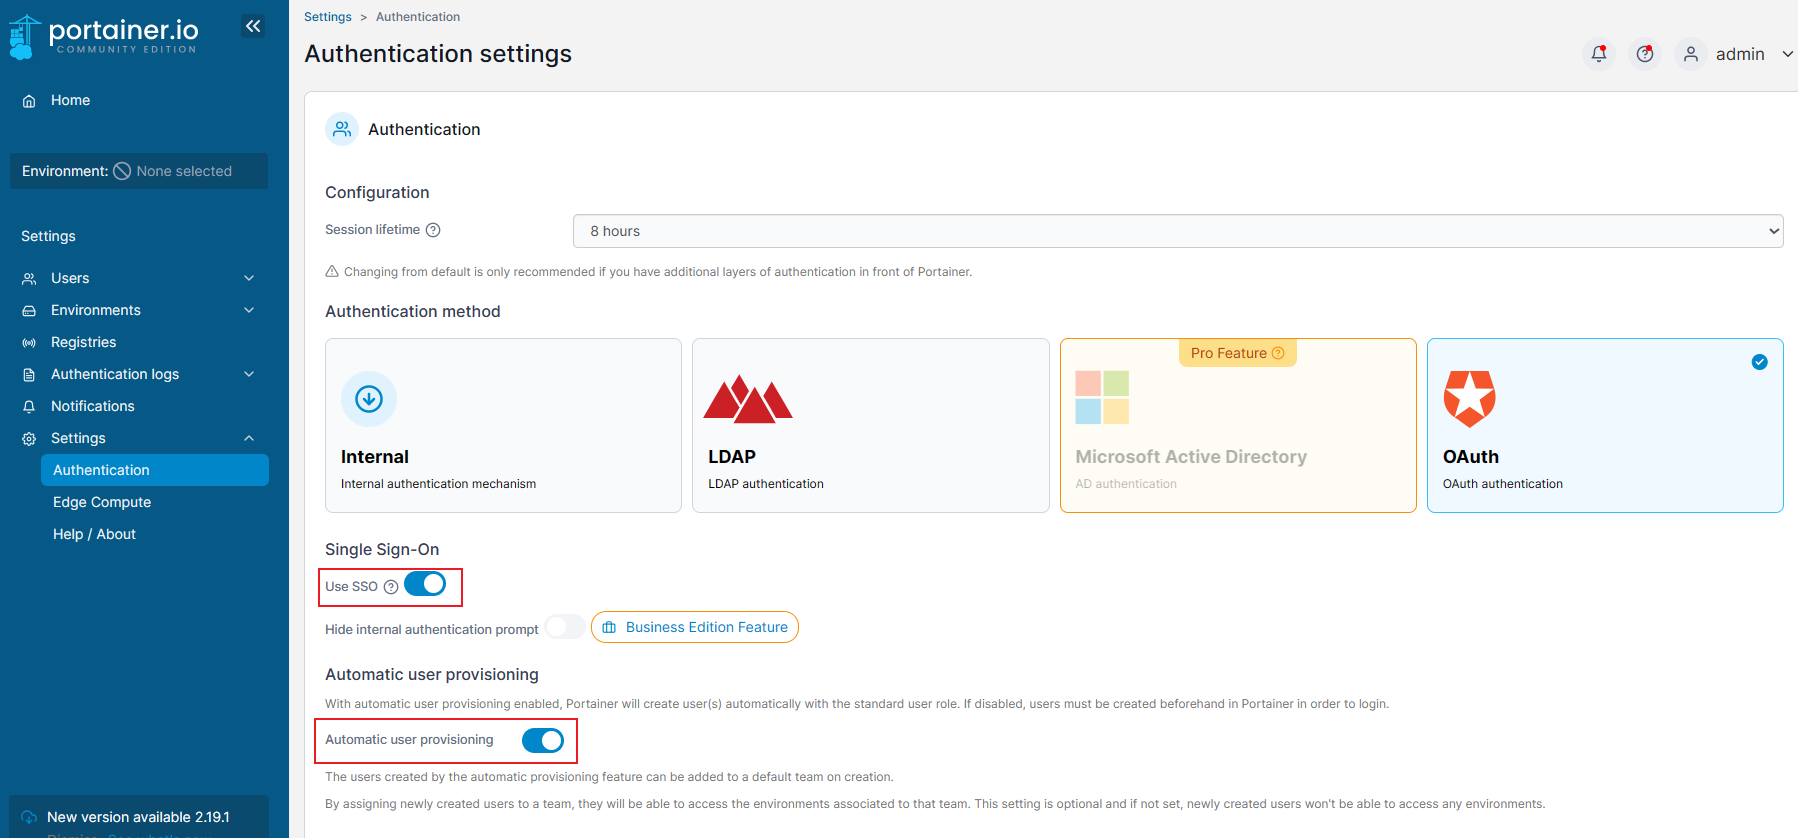 portainer.io
COMMUNITY EDITION
Home
Environment: None selected
Settings
Users
Environments
Registries
Authentication logs
Notifications
Settings
Authentication
Edge Compute
Help / About
New version available 2.19.1
Settings > Authentication
Authentication settings
admin
Authentication
Configuration
Session lifetime
8 hours
Changing from default is only recommended if you have additional layers of authentication in front of Portainer.
Authentication method
Internal
Internal authentication mechanism
LDAP
LDAP authentication
Pro Feature
Microsoft Active Directory
AD authentication
OAuth
OAuth authentication
Single Sign-On
Use SSO
Hide internal authentication prompt
Business Edition Feature
Automatic user provisioning
With automatic user provisioning enabled, Portainer will create user(s) automatically with the standard user role. If disabled, users must be created beforehand in Portainer in order to login.
Automatic user provisioning
The users created by the automatic provisioning feature can be added to a default team on creation.
By assigning newly created users to a team, they will be able to access the environments associated to that team. This setting is optional and if not set, newly created users won't be able to access any environments.